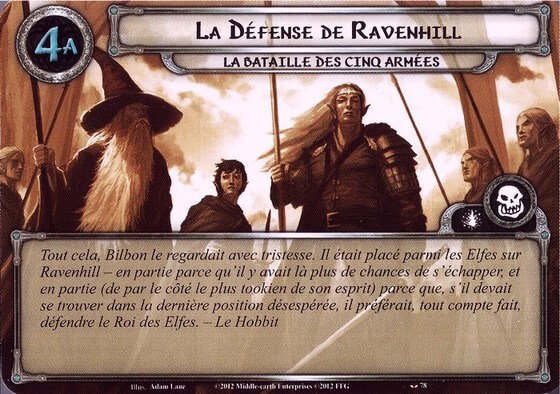 4A
La Défense de Ravenhill
La Bataille des Cinq Armées
Tout cela, Bilbon le regardait avec tristesse. Il était placé parmi les Elfes sur
Ravenhill – en partie parce qu'il y avait là plus de chances de s'échapper, et
en partie (de par le côté le plus tookien de son esprit) parce que, s'il devait
se trouver dans la dernière position désespérée, il préférait, tout compte fait,
défendre le Roi des Elfes. – Le Hobbit
Illus. Adam Lane ©2012 Middle-earth Enterprises ©2012 FFG 78